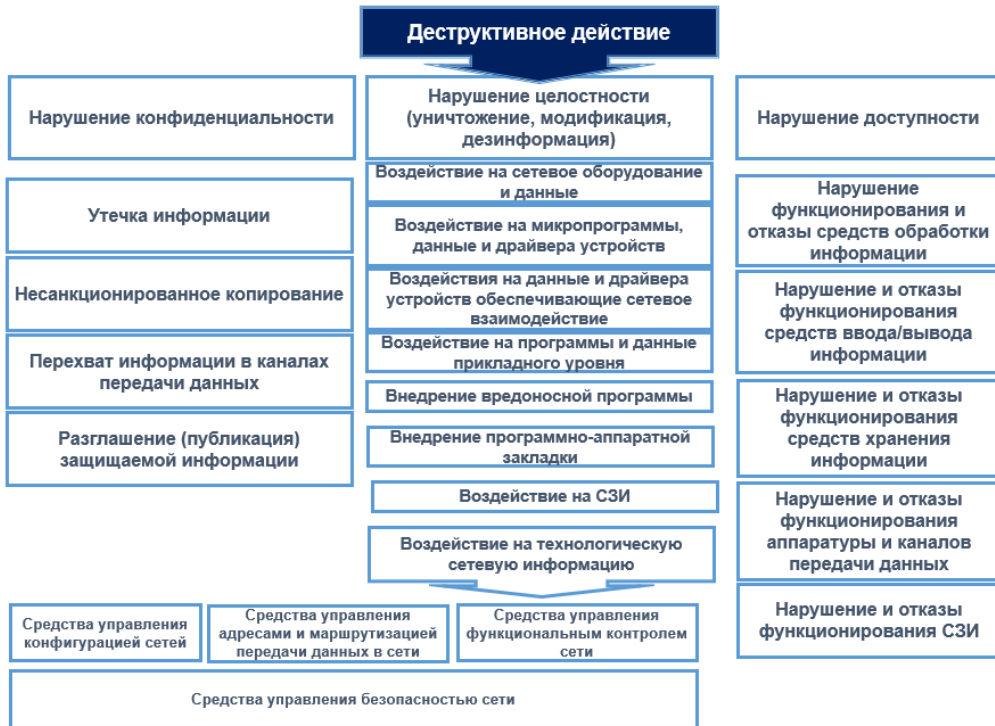 Деструктивное действие
Нарушение конфиденциальности
Нарушение целостности
(уничтожение, модификация,
дезинформация)
Нарушение доступности
Утечка информации
Несанкционированное копирование
Перехват информации в каналах
передачи данных
Разглашение (публикация)
защищаемой информации
Воздействие на сетевое оборудование
и данные
Воздействие на микропрограммы,
данные и драйвера устройств
Воздействия на данные и драйвера
устройств обеспечивающие сетевое
взаимодействие
Воздействие на программы и данные
прикладного уровня
Внедрение вредоносной программы
Внедрение программно-аппаратной
закладки
Воздействие на СЗИ
Воздействие на технологическую
сетевую информацию
Нарушение
функционирования и
отказы средств обработки
информации
Нарушение и отказы
функционирования
средств ввода/вывода
информации
Нарушение и отказы
функционирования
средств хранения
информации
Нарушение и отказы
функционирования
аппаратуры и каналов
передачи данных
Нарушение и отказы
функционирования СЗИ
Средства управления
конфигурацией сетей
Средства управления
адресами и маршрутизацией
передачи данных в сети
Средства управления
функциональным контролем
сети
Средства управления безопасностью сети